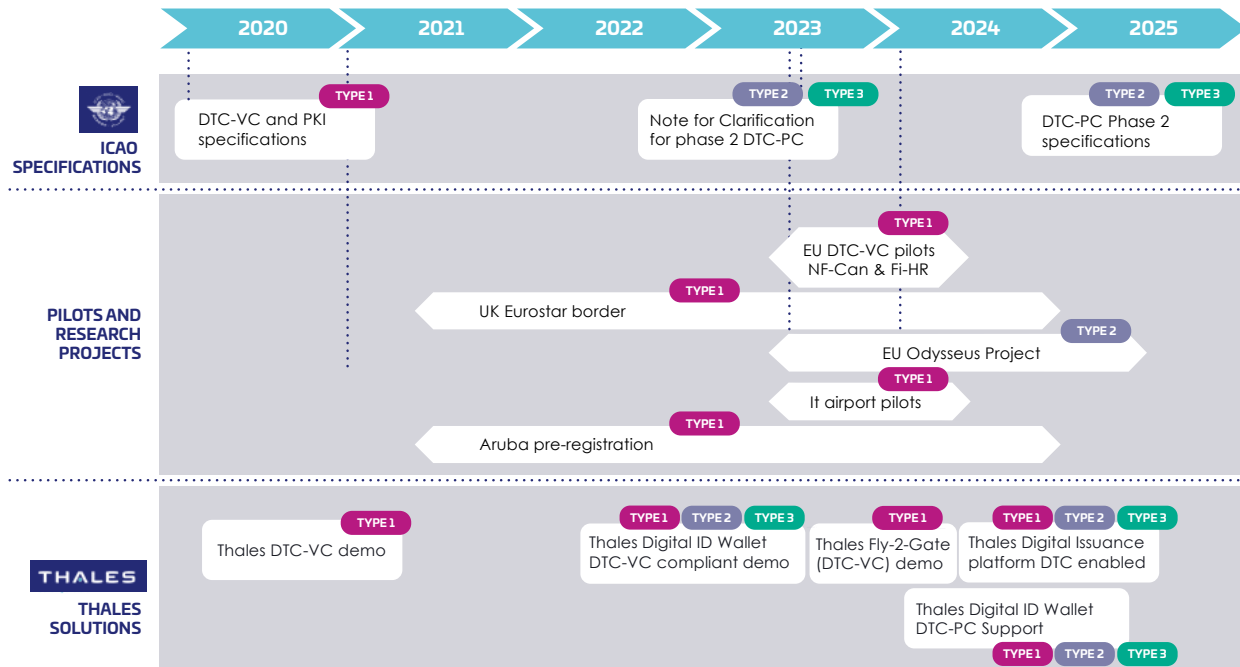 2020
2021
2022
2023
2024
2025
ICAO
SPECIFICATIONS
TYPE 1
DTC-VC and PKI
specifications
TYPE 2
TYPE 3
Note for Clarification
for phase 2 DTC-PC
TYPE 2
TYPE 3
DTC-PC Phase 2
specifications
PILOTS AND
RESEARCH
PROJECTS
TYPE 1
EU DTC-VC pilots
NF-Can & Fi-HR
TYPE 1
UK Eurostar border
TYPE 2
EU Odysseus Project
TYPE 1
It airport pilots
TYPE 1
Aruba pre-registration
THALES
THALES
SOLUTIONS
TYPE 1
Thales DTC-VC demo
TYPE 1
TYPE 2
TYPE 3
Thales Digital ID Wallet
DTC-VC compliant demo
TYPE 1
Thales Fly-2-Gate
(DTC-VC) demo
TYPE 1
TYPE 2
TYPE 3
Thales Digital Issuance
platform DTC enabled
Thales Digital ID Wallet
DTC-PC Support
TYPE 1
TYPE 2
TYPE 3